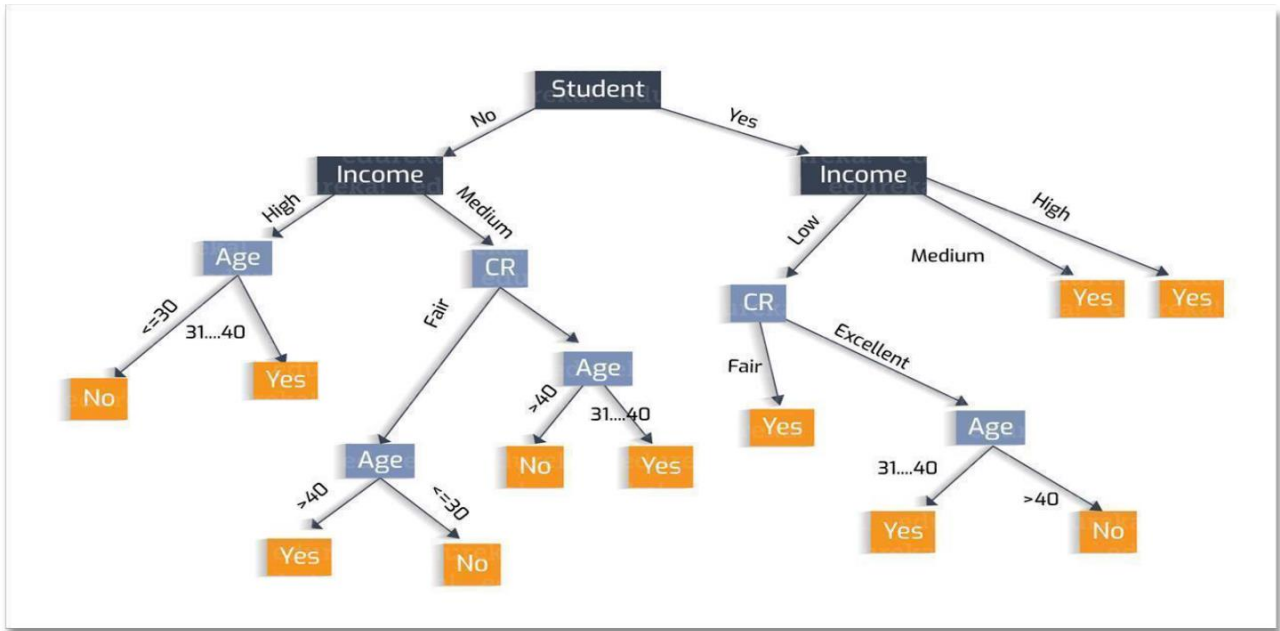 Student
No
Yes
Income
Income
High
Medium
Low
Medium
High
Age
CR
CR
Yes
Yes
<=30
31....40
Fair
Fair
Excellent
No
Yes
Age
>40
31....40
Yes
Age
Age
No
Yes
31....40
>40
>40
<=30
Yes
No
Yes
No
edureka!